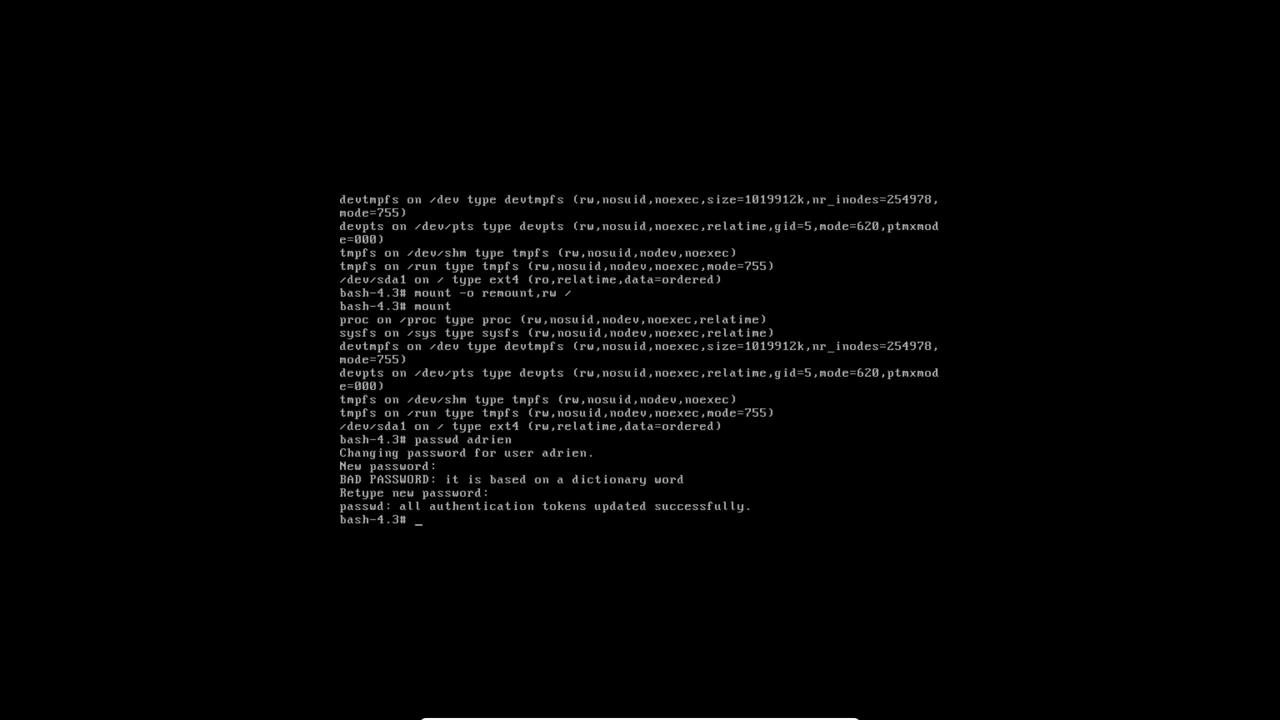 devtmpfs on /dev type devtmpfs (rw,nosuid,noexec,size=1019912k,nr_inodes=254978,
mode=755)
devpts on /dev/pts type devpts (rw,nosuid,noexec,relatime,gid=5,mode=620,ptmxmod
e=000)
tmpfs on /dev/shm type tmpfs (rw,nosuid,nodev,noexec)
tmpfs on /run type tmpfs (rw,nosuid,nodev,noexec,mode=755)
/dev/sda1 on / type ext4 (ro,relatime,data=ordered)
bash-4.3# mount -o remount,rw /
bash-4.3# mount
proc on /proc type proc (rw,nosuid,nodev,noexec,relatime)
sysfs on /sys type sysfs (rw,nosuid,nodev,noexec,relatime)
devtmpfs on /dev type devtmpfs (rw,nosuid,noexec,size=1019912k,nr_inodes=254978,
mode=755)
devpts on /dev/pts type devpts (rw,nosuid,noexec,relatime,gid=5,mode=620,ptmxmod
e=000)
tmpfs on /dev/shm type tmpfs (rw,nosuid,nodev,noexec)
tmpfs on /run type tmpfs (rw,nosuid,nodev,noexec,mode=755)
/dev/sda1 on / type ext4 (rw,relatime,data=ordered)
bash-4.3# passwd adrien
Changing password for user adrien.
New password:
BAD PASSWORD: it is based on a dictionary word
Retype new password:
passwd: all authentication tokens updated successfully.
bash-4.3# _